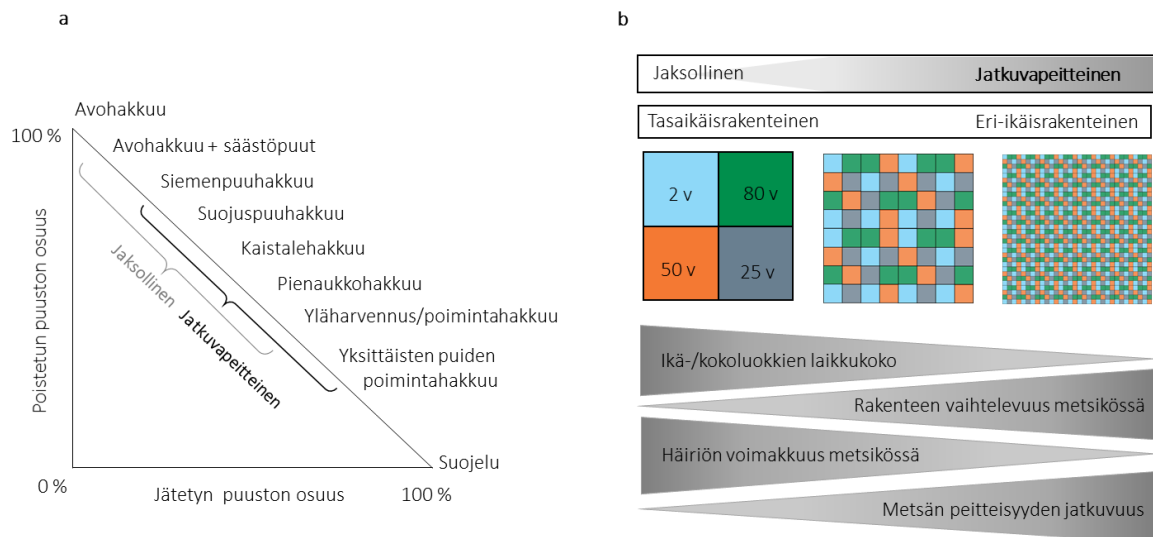 a
Avohakkuu
100 %
Avohakkuu + säästöpuut
Siemenpuuhakkuu
Suojuspuuhakkuu
Kaistalehakkuu
Pienaukkohakkuu
Yläharvennus/poimintahakkuu
Yksittäisten puiden
poimintahakkuu
Jaksollinen
Jatkuvapeitteinen
Poistetun puuston osuus
Suojelu
0 %
Jätetyn puuston osuus
100 %
b
Jaksollinen
Jatkuvapeitteinen
Tasaikäisrakenteinen
Eri-ikäisrakenteinen
2 v
80 v
50 v
25 v
Ikä-/kokoluokkien laikkukoko
Rakenteen vaihtelevuus metsikössä
Häiriön voimakkuus metsikössä
Metsän peitteisyyden jatkuvuus